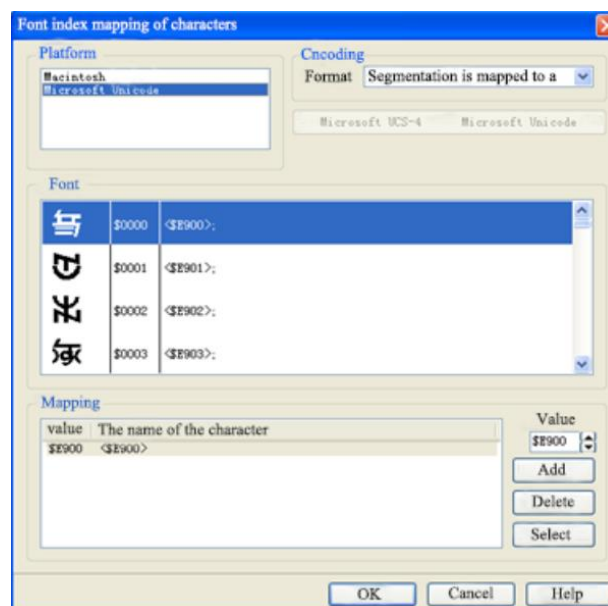 Font index mapping of characters
Platform
Macintosh
Microsoft Unicode
Cncoding
Format Segmentation is mapped to a
Microsoft UCS-4 Microsoft Unicode
Font
$0000 <$E900>;
$0001 <$E901>;
$0002 <$E902>;
$0003 <$E903>;
Mapping
value The name of the character
$E900 <$E900>
Value
$E900
Add
Delete
Select
OK Cancel Help